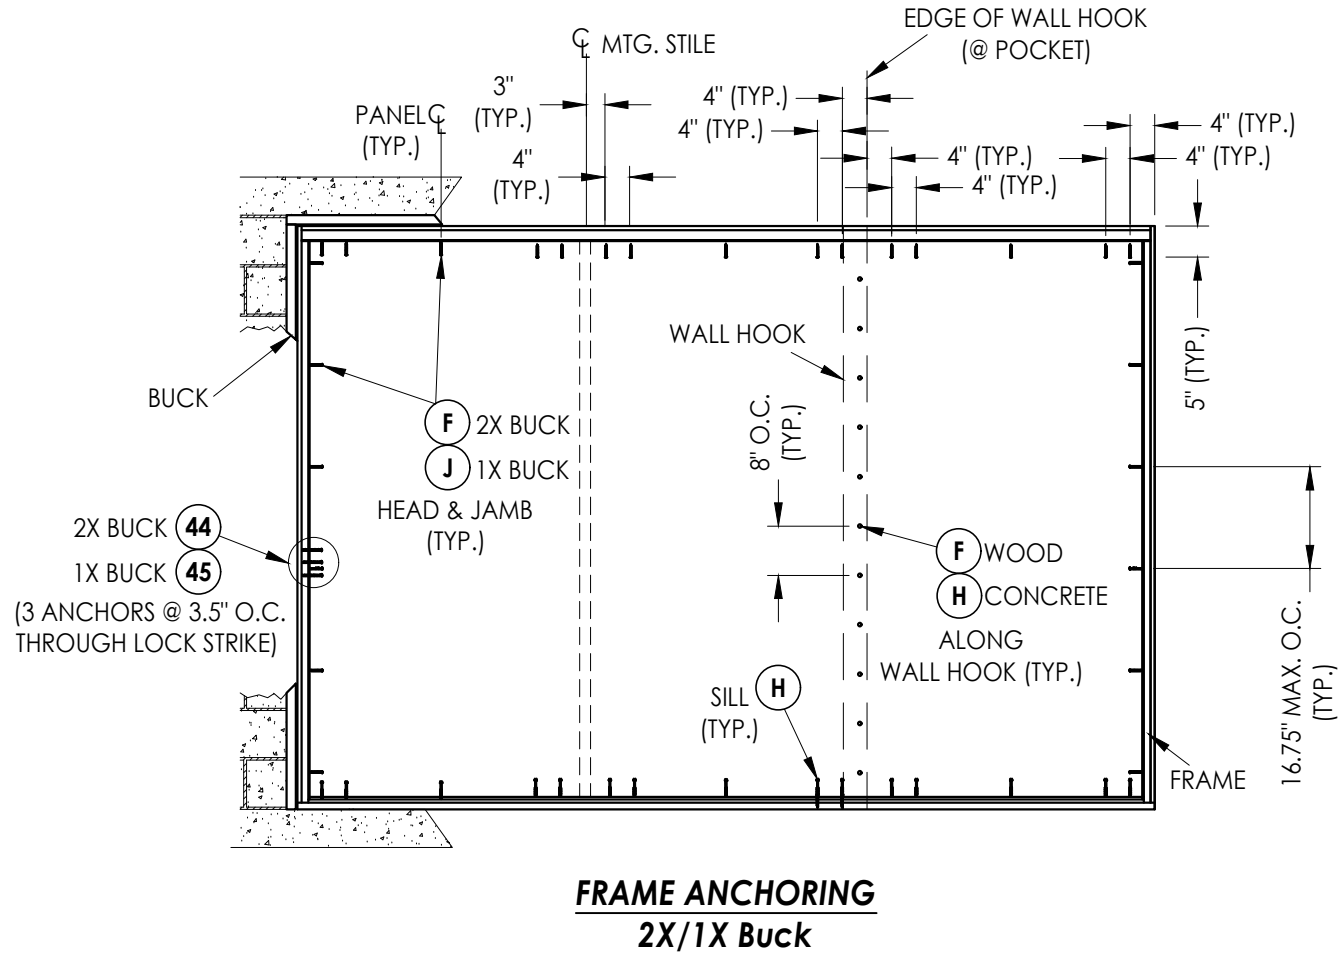 EDGE OF WALL HOOK
(@ POCKET)
℄ MTG. STILE
3"
(TYP.)
4" (TYP.)
4" (TYP.)
PANEL ℄
(TYP.)
4"
(TYP.)
4" (TYP.)
4" (TYP.)
4" (TYP.)
4" (TYP.)
WALL HOOK
5" (TYP.)
BUCK
F 2X BUCK
J 1X BUCK
HEAD & JAMB
(TYP.)
8" O.C.
(TYP.)
2X BUCK 44
1X BUCK 45
(3 ANCHORS @ 3.5" O.C.
THROUGH LOCK STRIKE)
F WOOD
H CONCRETE
ALONG
WALL HOOK (TYP.)
16.75" MAX. O.C.
(TYP.)
SILL H
(TYP.)
FRAME
FRAME ANCHORING
2X/1X Buck